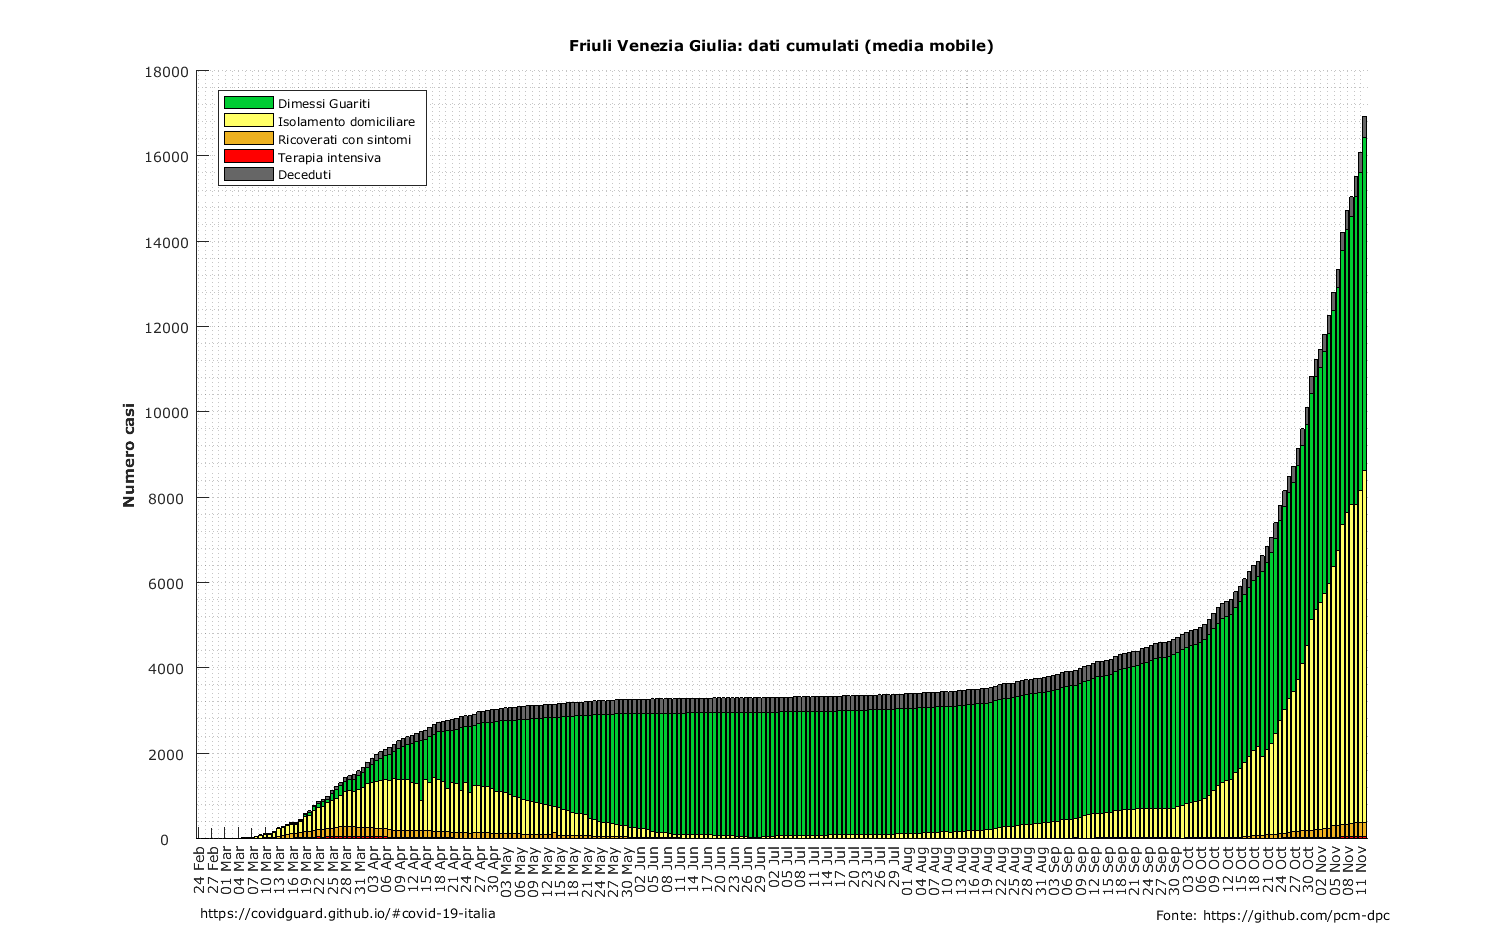 Friuli Venezia Giulia: dati cumulati (media mobile)
18000
16000
14000
12000
10000
8000
6000
4000
2000
0
Numero casi
Dimessi Guariti
Isolamento domiciliare
Ricoverati con sintomi
Terapia intensiva
Deceduti
24 Feb
27 Feb
01 Mar
04 Mar
07 Mar
10 Mar
13 Mar
16 Mar
19 Mar
22 Mar
25 Mar
28 Mar
31 Mar
03 Apr
06 Apr
09 Apr
12 Apr
15 Apr
18 Apr
21 Apr
24 Apr
27 Apr
30 Apr
03 May
06 May
09 May
12 May
15 May
18 May
21 May
24 May
27 May
30 May
02 Jun
05 Jun
08 Jun
11 Jun
14 Jun
17 Jun
20 Jun
23 Jun
26 Jun
29 Jun
02 Jul
05 Jul
08 Jul
11 Jul
14 Jul
17 Jul
20 Jul
23 Jul
26 Jul
29 Jul
01 Aug
04 Aug
07 Aug
10 Aug
13 Aug
16 Aug
19 Aug
22 Aug
25 Aug
28 Aug
31 Aug
03 Sep
06 Sep
09 Sep
12 Sep
15 Sep
18 Sep
21 Sep
24 Sep
27 Sep
30 Sep
03 Oct
06 Oct
09 Oct
12 Oct
15 Oct
18 Oct
21 Oct
24 Oct
27 Oct
30 Oct
02 Nov
05 Nov
08 Nov
11 Nov
https://covidguard.github.io/#covid-19-italia
Fonte: https://github.com/pcm-dpc